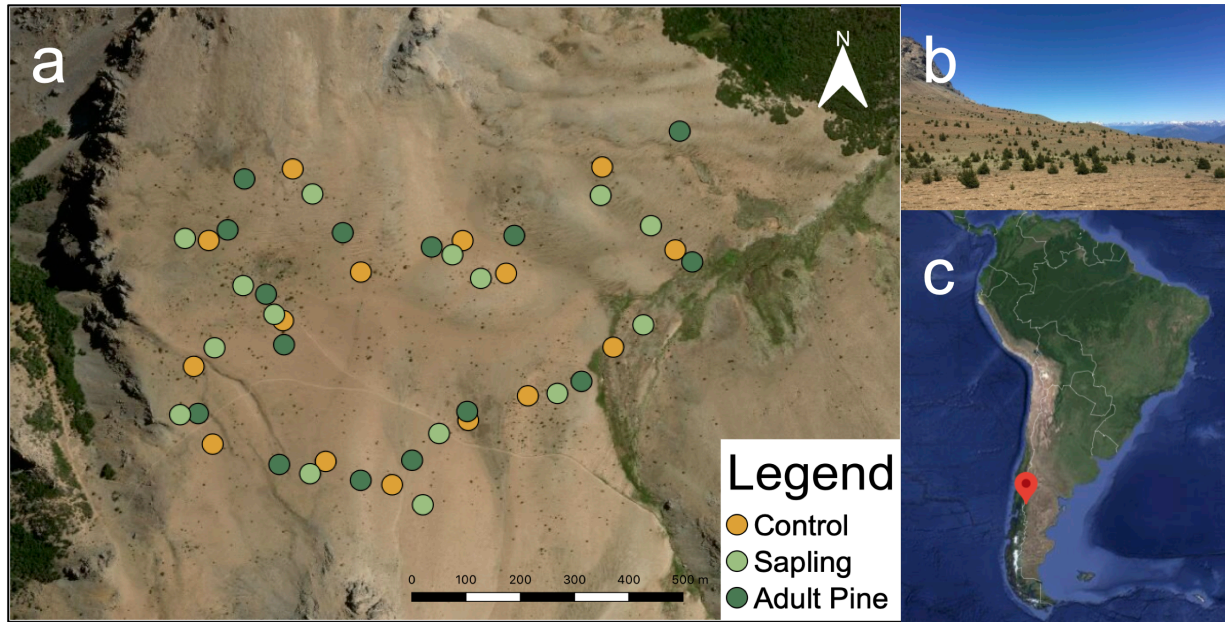 a
N
b
c
Legend
Control
Sapling
Adult Pine
0 100 200 300 400 500 m